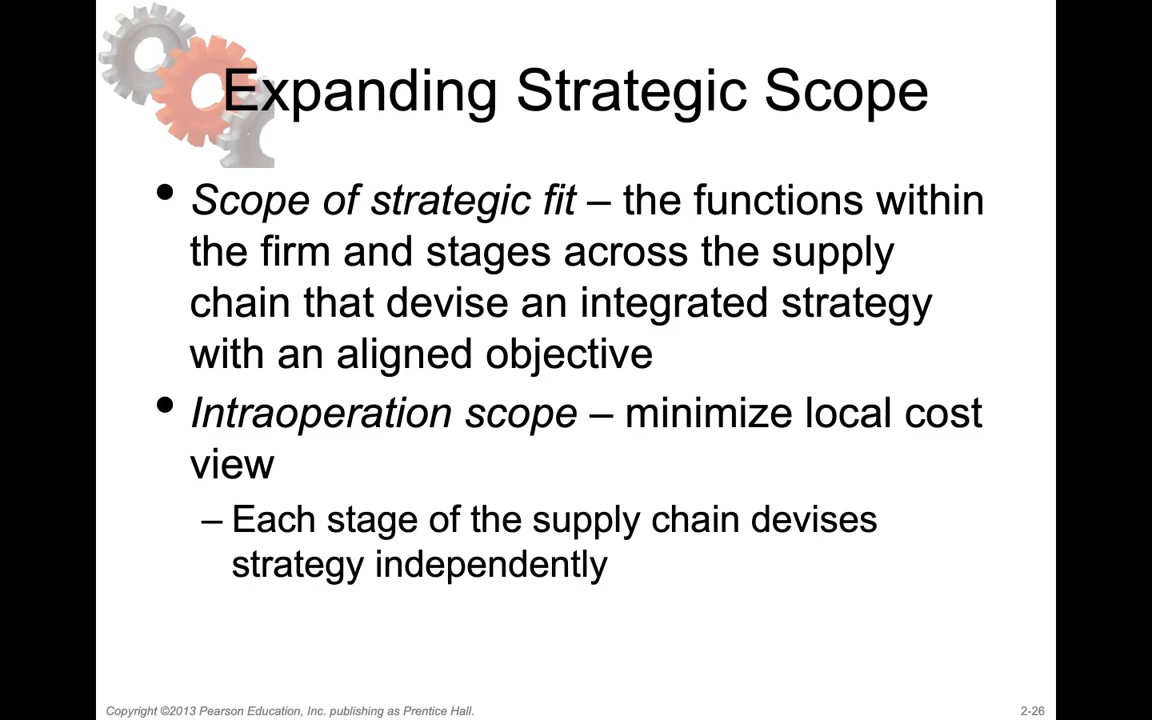 Expanding Strategic Scope
• Scope of strategic fit – the functions within
the firm and stages across the supply
chain that devise an integrated strategy
with an aligned objective
• Intraoperation scope – minimize local cost
view
– Each stage of the supply chain devises
strategy independently
Copyright ©2013 Pearson Education, Inc. publishing as Prentice Hall.
2-26